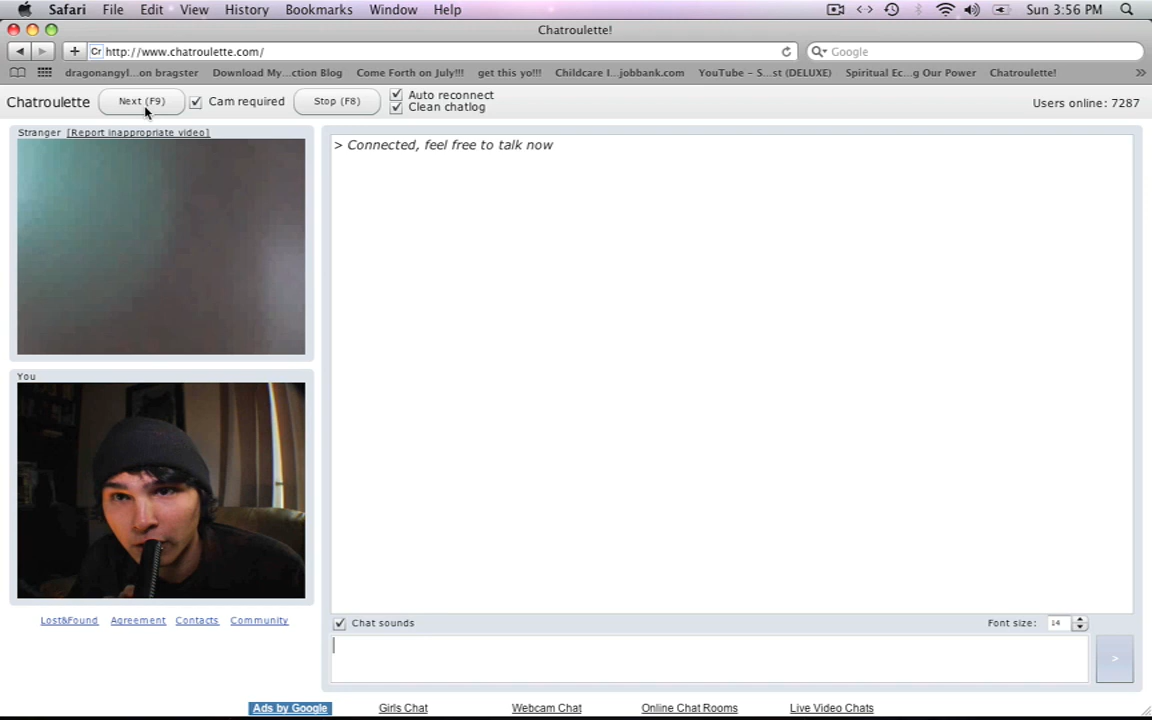 Safari File Edit View History Bookmarks Window Help Sun 3:56 PM
Chatroulette!
Cr http://www.chatroulette.com/ Google
dragonangyl...on bragster Download My...ction Blog Come Forth on July!!! get this yo!!! Childcare I...jobbank.com YouTube – S...st (DELUXE) Spiritual Ec...g Our Power Chatroulette! >>
Chatroulette Next (F9) Cam required Stop (F8) Auto reconnect
Clean chatlog
Users online: 7287
Stranger [Report inappropriate video]
> Connected, feel free to talk now
You
Lost&Found Agreement Contacts Community
Chat sounds Font size: 14
>
Ads by Google Girls Chat Webcam Chat Online Chat Rooms Live Video Chats